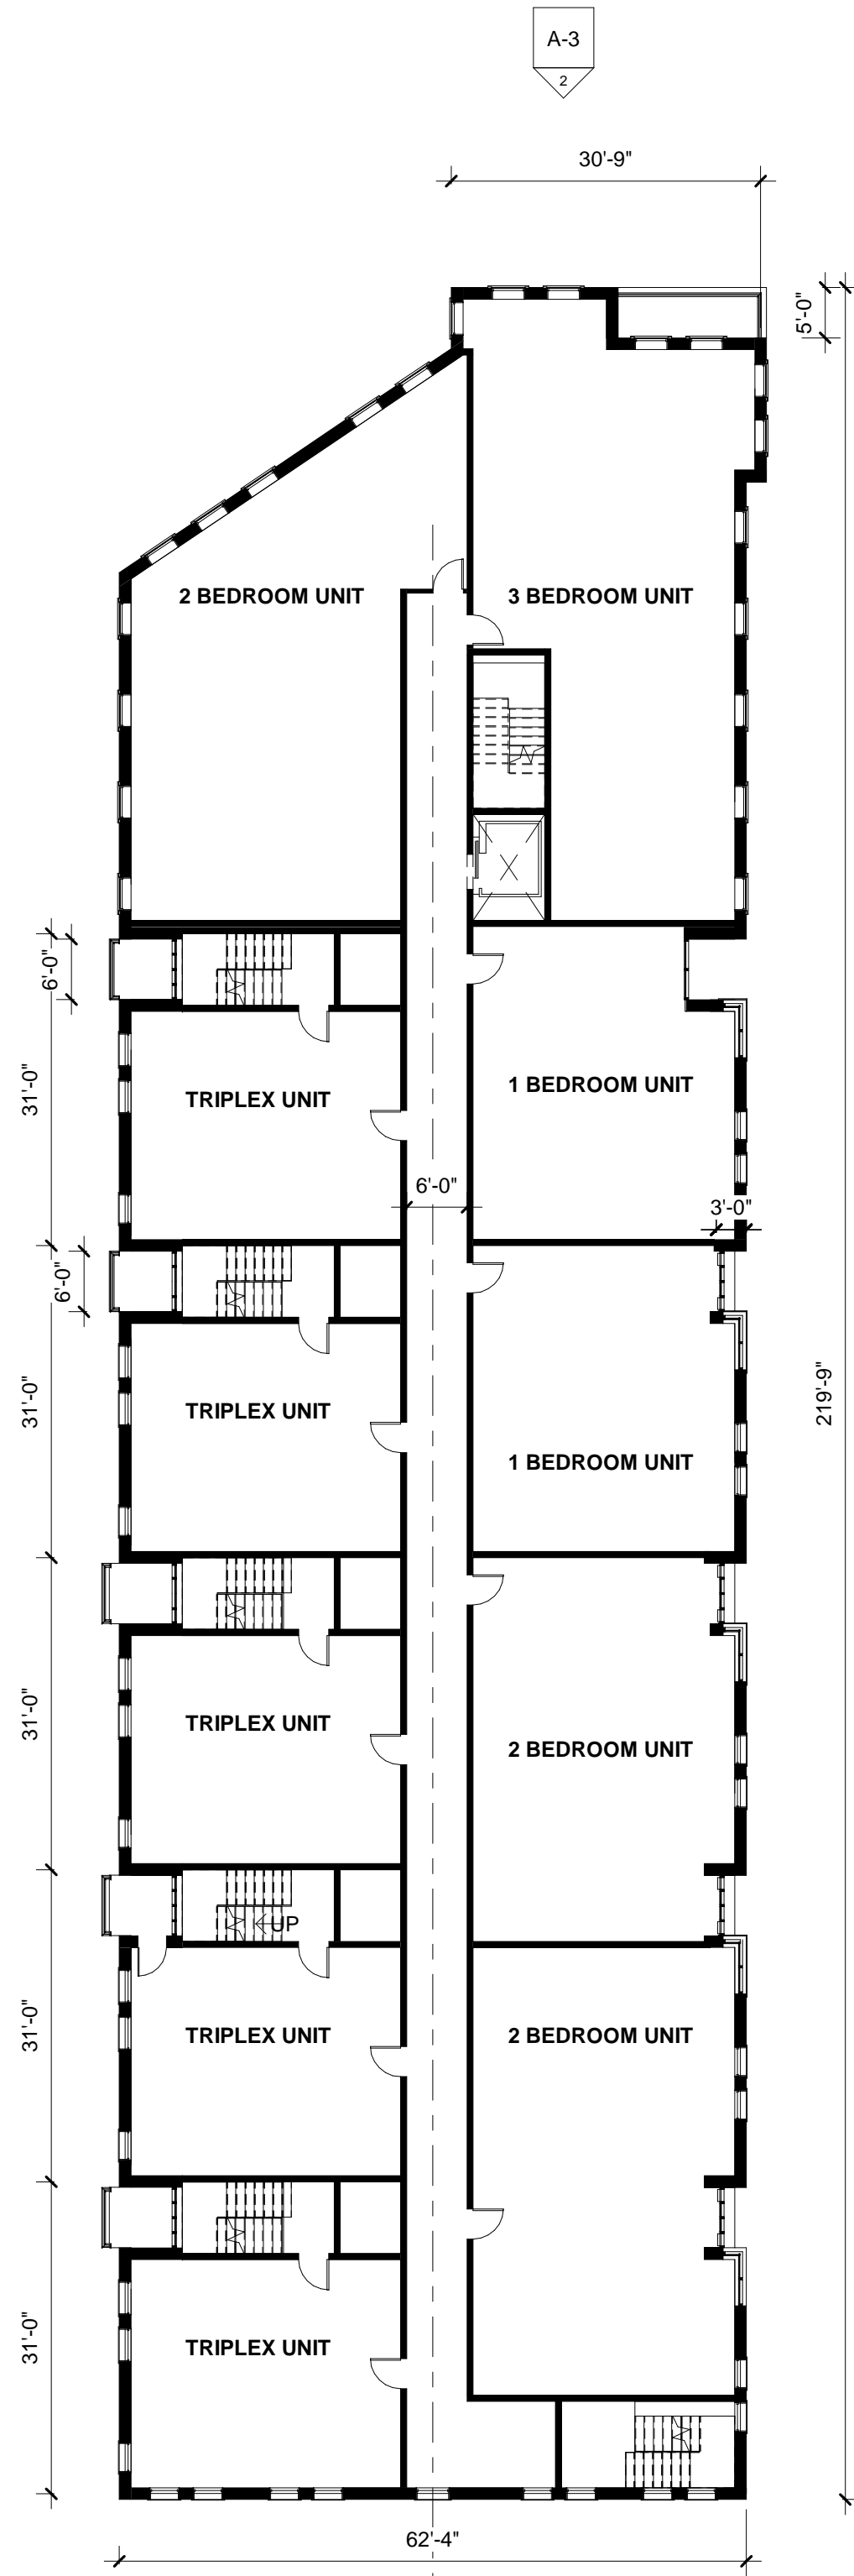 A-3
2
30'-9"
5'-0"
2 BEDROOM UNIT
3 BEDROOM UNIT
6'-0"
31'-0"
TRIPLEX UNIT
1 BEDROOM UNIT
6'-0"
3'-0"
6'-0"
31'-0"
TRIPLEX UNIT
219'-9"
1 BEDROOM UNIT
31'-0"
TRIPLEX UNIT
2 BEDROOM UNIT
UP
31'-0"
TRIPLEX UNIT
2 BEDROOM UNIT
31'-0"
TRIPLEX UNIT
62'-4"